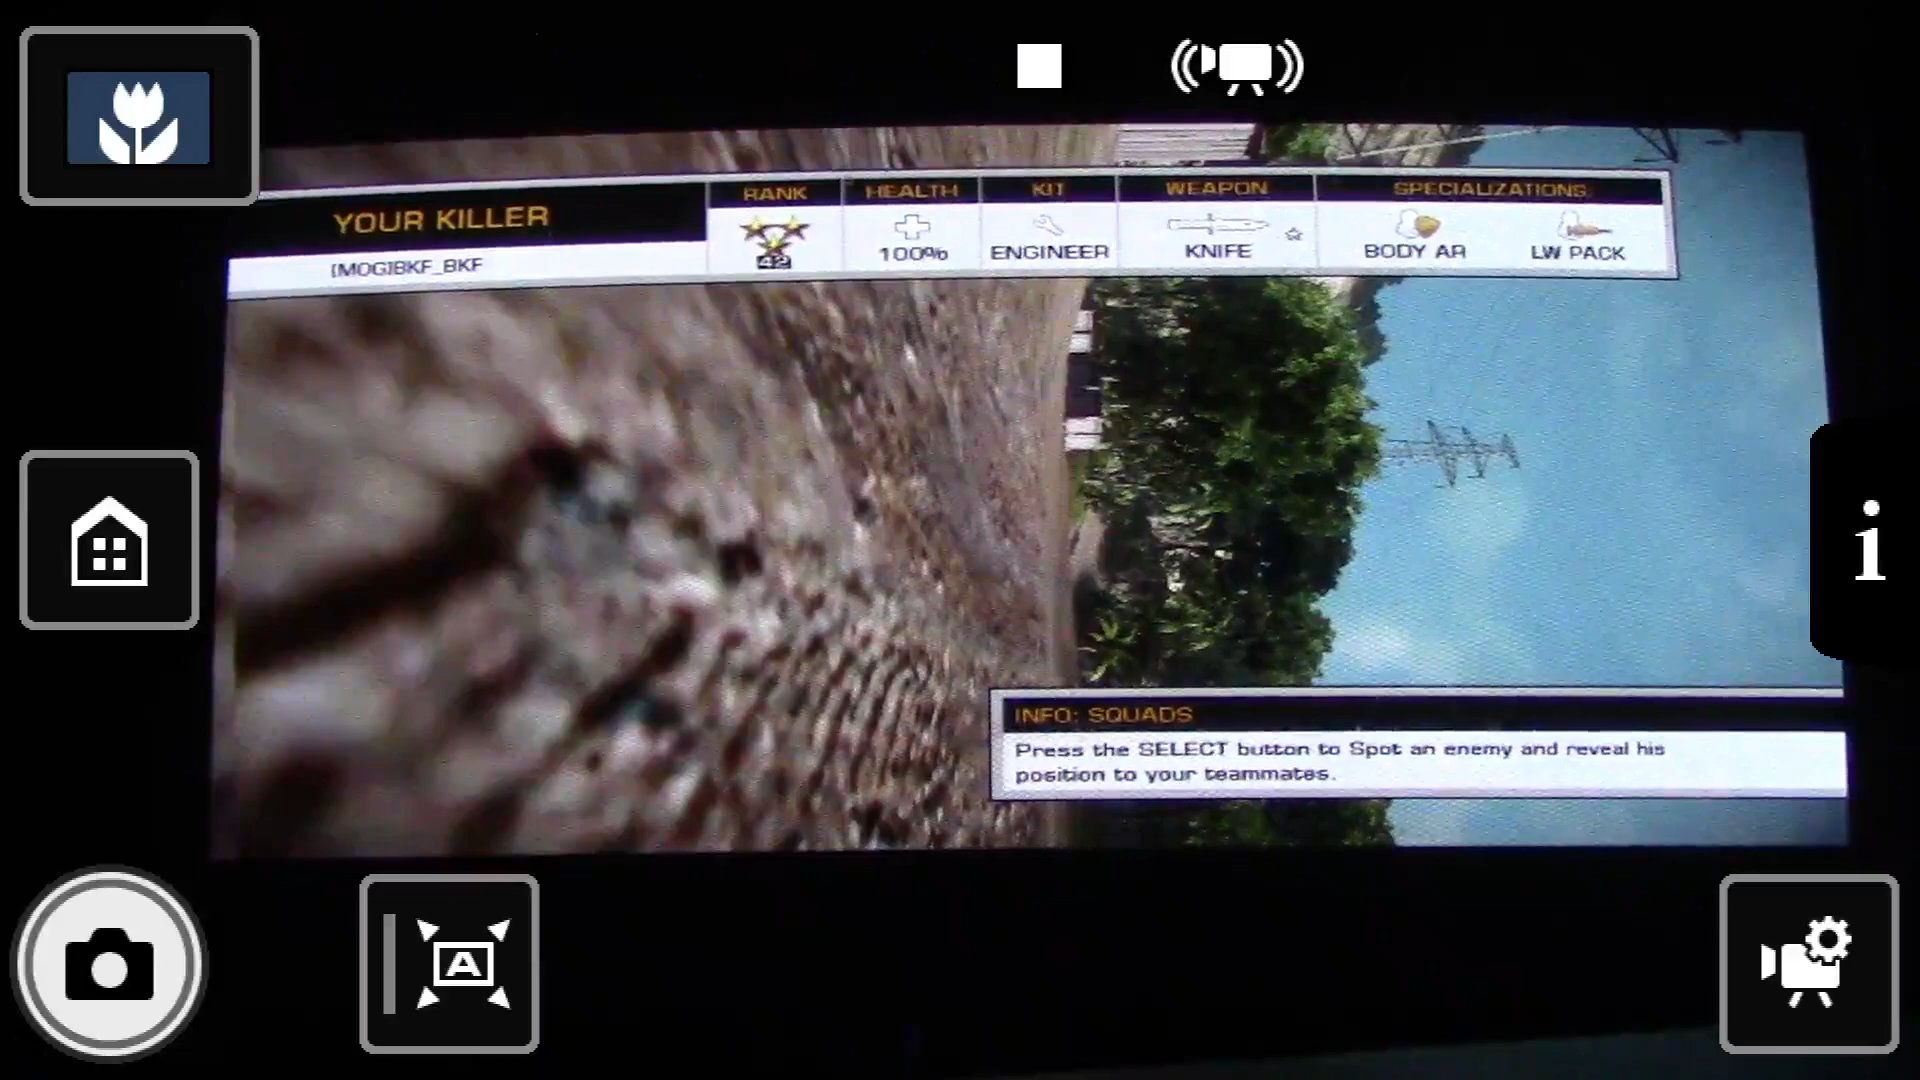 RANK HEALTH KIT WEAPON SPECIALIZATIONS
YOUR KILLER
42 100% ENGINEER KNIFE BODY AR LW PACK
[MOG]BKF_BKF
i
INFO: SQUADS
Press the SELECT button to Spot an enemy and reveal his
position to your teammates.
A